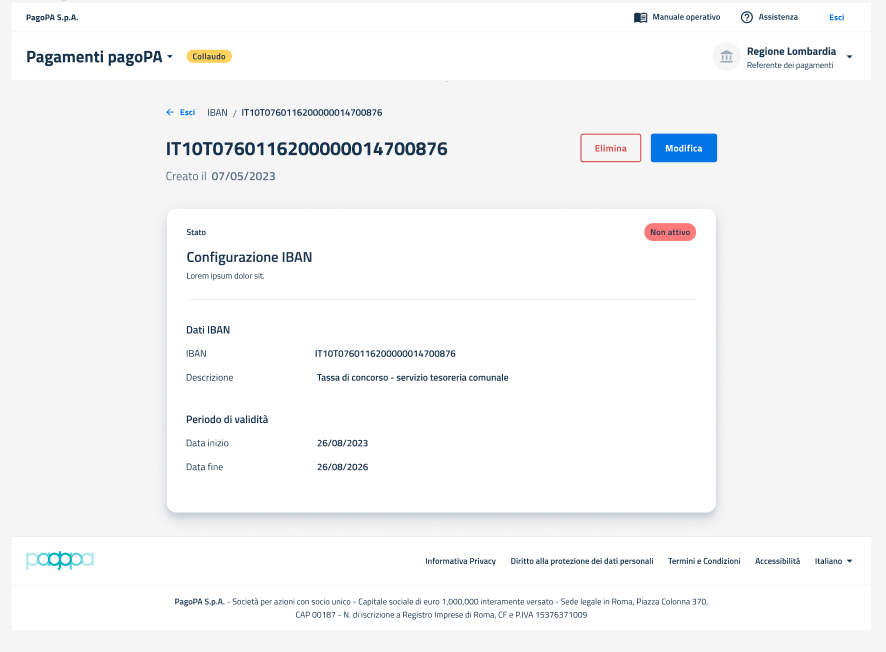 PagoPA S.p.A.
Manuale operativo
Assistenza
Esci
Pagamenti pagoPA
Collaudo
Regione Lombardia
Referente dei pagamenti
Esci IBAN / IT10T0760116200000014700876
IT10T0760116200000014700876
Elimina
Modifica
Creato il 07/05/2023
Stato
Non attivo
Configurazione IBAN
Lorem ipsum dolor sit.
Dati IBAN
IBAN IT10T0760116200000014700876
Descrizione Tassa di concorso - servizio tesoreria comunale
Periodo di validità
Data inizio 26/08/2023
Data fine 26/08/2026
pagopa
Informativa Privacy Diritto alla protezione dei dati personali Termini e Condizioni Accessibilità Italiano
PagoPA S.p.A. - Società per azioni con socio unico - Capitale sociale di euro 1,000,000 interamente versato - Sede legale in Roma, Piazza Colonna 370,
CAP 00187 - N. di iscrizione a Registro Imprese di Roma, CF e P.IVA 15376371009